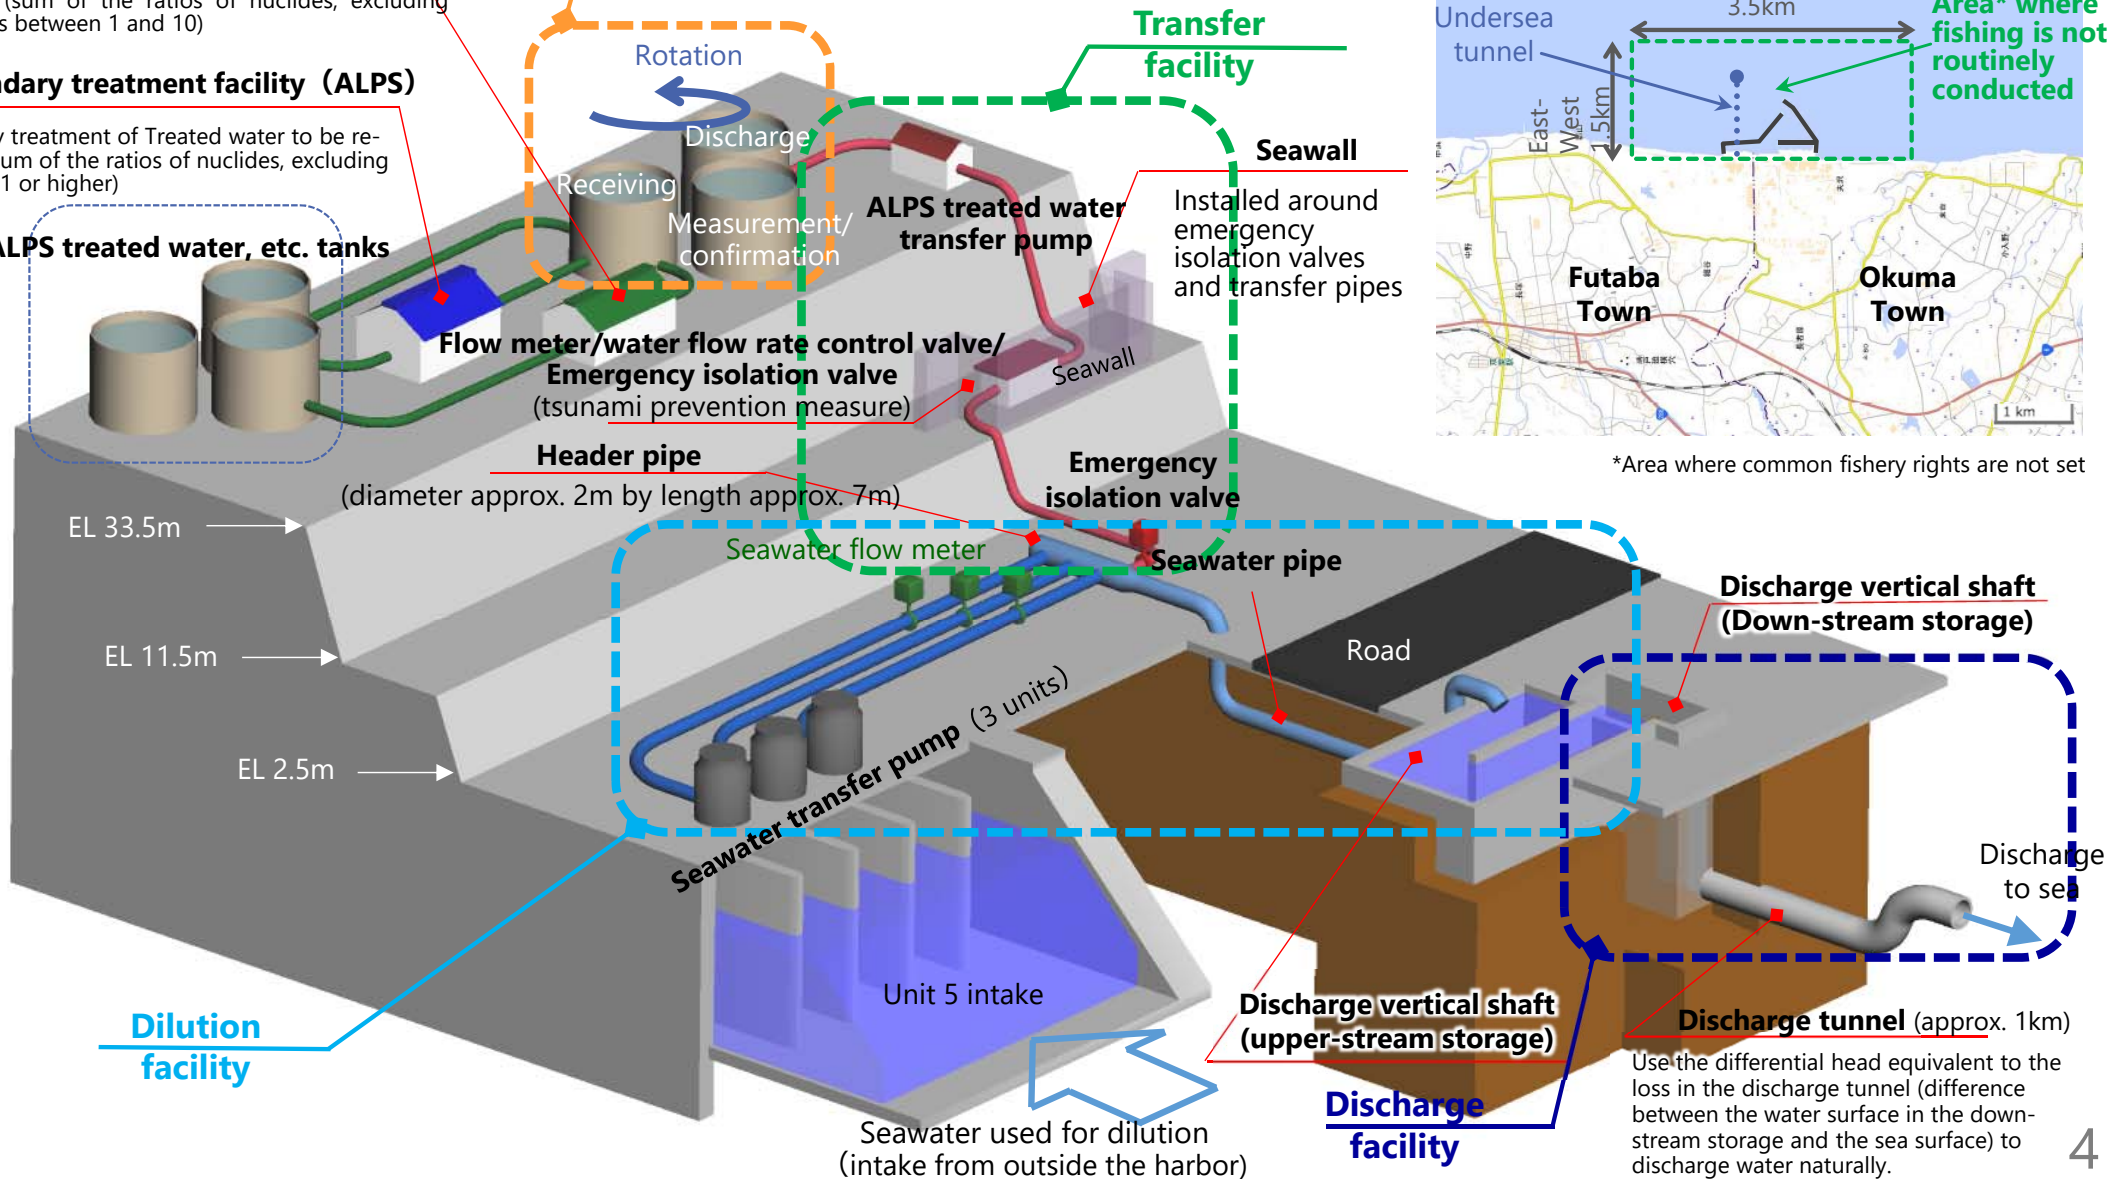 (sum of the ratios of nuclides, excluding
s between 1 and 10)
ndary treatment facility（ALPS）
y treatment of Treated water to be re-
um of the ratios of nuclides, excluding
1 or higher)
ALPS treated water, etc. tanks
Rotation
Discharge
Receiving
Measurement/
confirmation
Transfer
facility
ALPS treated water
transfer pump
Seawall
Installed around
emergency
isolation valves
and transfer pipes
Seawall
Flow meter/water flow rate control valve/
Emergency isolation valve
(tsunami prevention measure)
Header pipe
(diameter approx. 2m by length approx. 7m)
Emergency
isolation valve
Seawater flow meter
Seawater pipe
EL 33.5m
EL 11.5m
EL 2.5m
Road
Seawater transfer pump（3 units）
Unit 5 intake
Dilution
facility
Seawater used for dilution
（intake from outside the harbor)
Discharge vertical shaft
(Down-stream storage)
Discharge vertical shaft
(upper-stream storage)
Discharge
facility
Discharge
to sea
Discharge tunnel (approx. 1km)
Use the differential head equivalent to the
loss in the discharge tunnel (difference
between the water surface in the down-
stream storage and the sea surface) to
discharge water naturally.
Undersea
tunnel
3.5km
East-
West
1.5km
Area* where
fishing is not
routinely
conducted
Futaba
Town
Okuma
Town
1 km
*Area where common fishery rights are not set
4